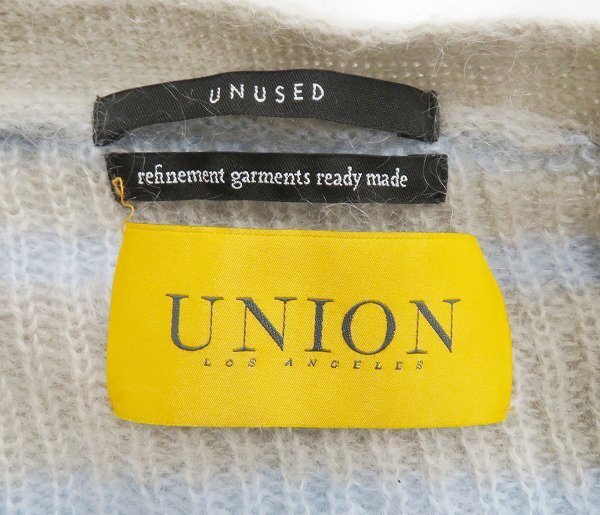 UNUSED
refinement garments ready made
UNION
LOS ANGELES